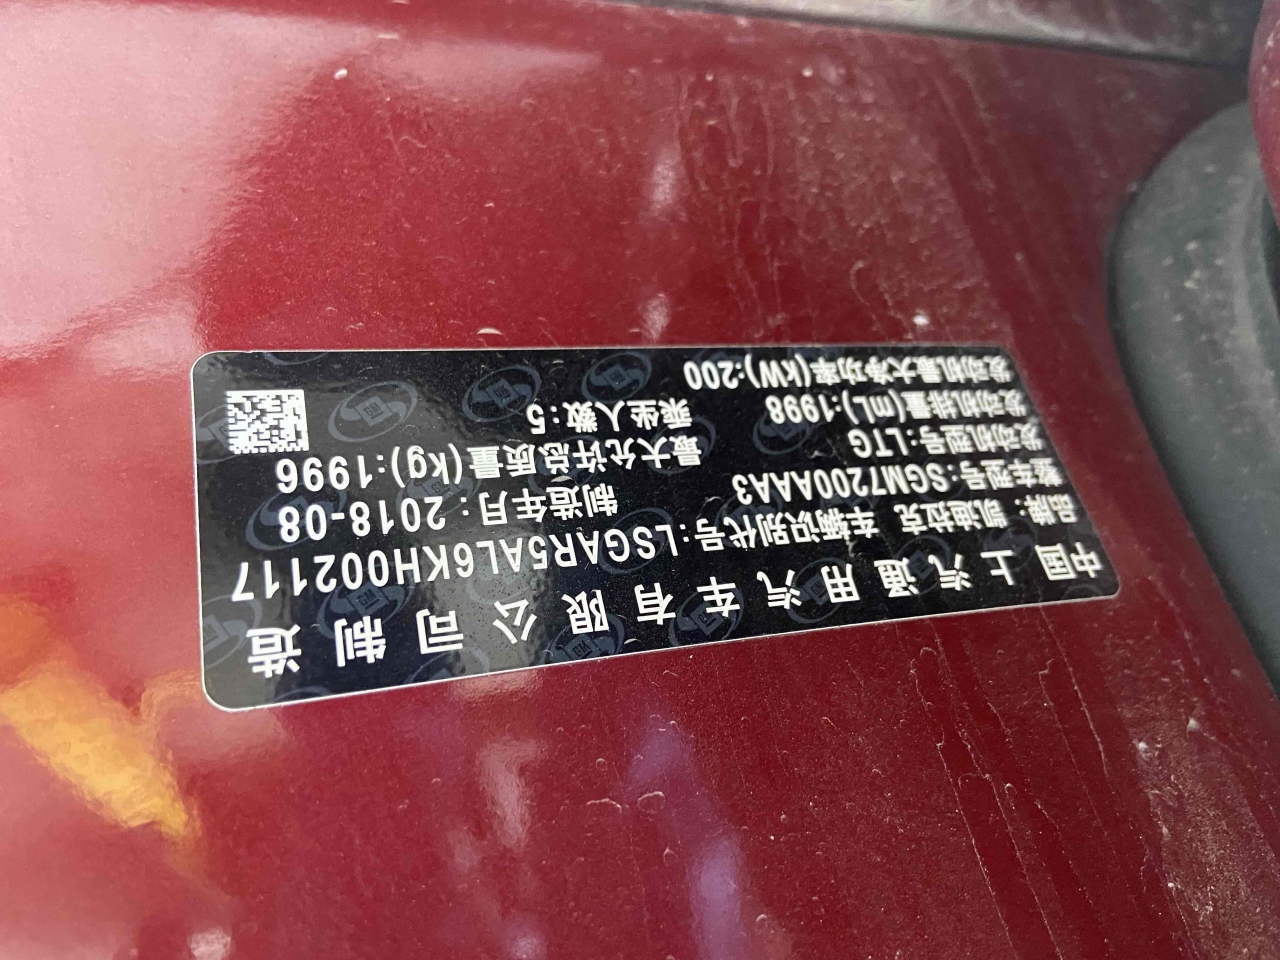 中国上汽通用汽车有限公司制造
品牌：凯迪拉克 车辆识别代号:LSGAR5AL6KH002117
整车型号:SGM7200AAA3 制造年月：2018-08
发动机型号:LTG 最大允许总质量(kg):1996
发动机排量(mL):1998 乘坐人数:5
发动机最大净功率(kW):200